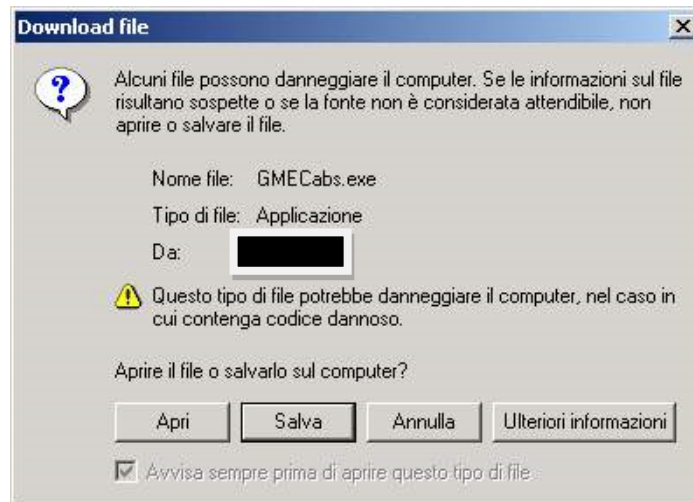 Download file
Alcuni file possono danneggiare il computer. Se le informazioni sul file
risultano sospette o se la fonte non è considerata attendibile, non
aprire o salvare il file.
Nome file: GMECabs.exe
Tipo di file: Applicazione
Da:
Questo tipo di file potrebbe danneggiare il computer, nel caso in
cui contenga codice dannoso.
Aprire il file o salvarlo sul computer?
Apri Salva Annulla Ulteriori informazioni
Avvisa sempre prima di aprire questo tipo di file